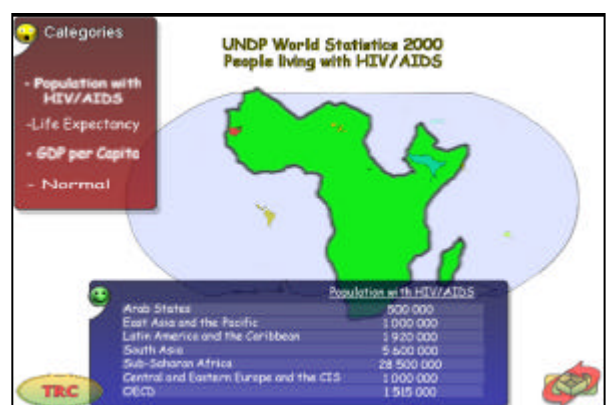 Categories
- Population with
HIV/AIDS
-Life Expectancy
- GDP per Capita
- Normal
UNDP World Statistics 2000
People living with HIV/AIDS
Population with HIV/AIDS
Arab States 500 000
East Asia and the Pacific 1 000 000
Latin America and the Caribbean 1 920 000
South Asia 5 600 000
Sub-Saharan Africa 28 500 000
Central and Eastern Europe and the CIS 1 000 000
OECD 1 515 000
TRC